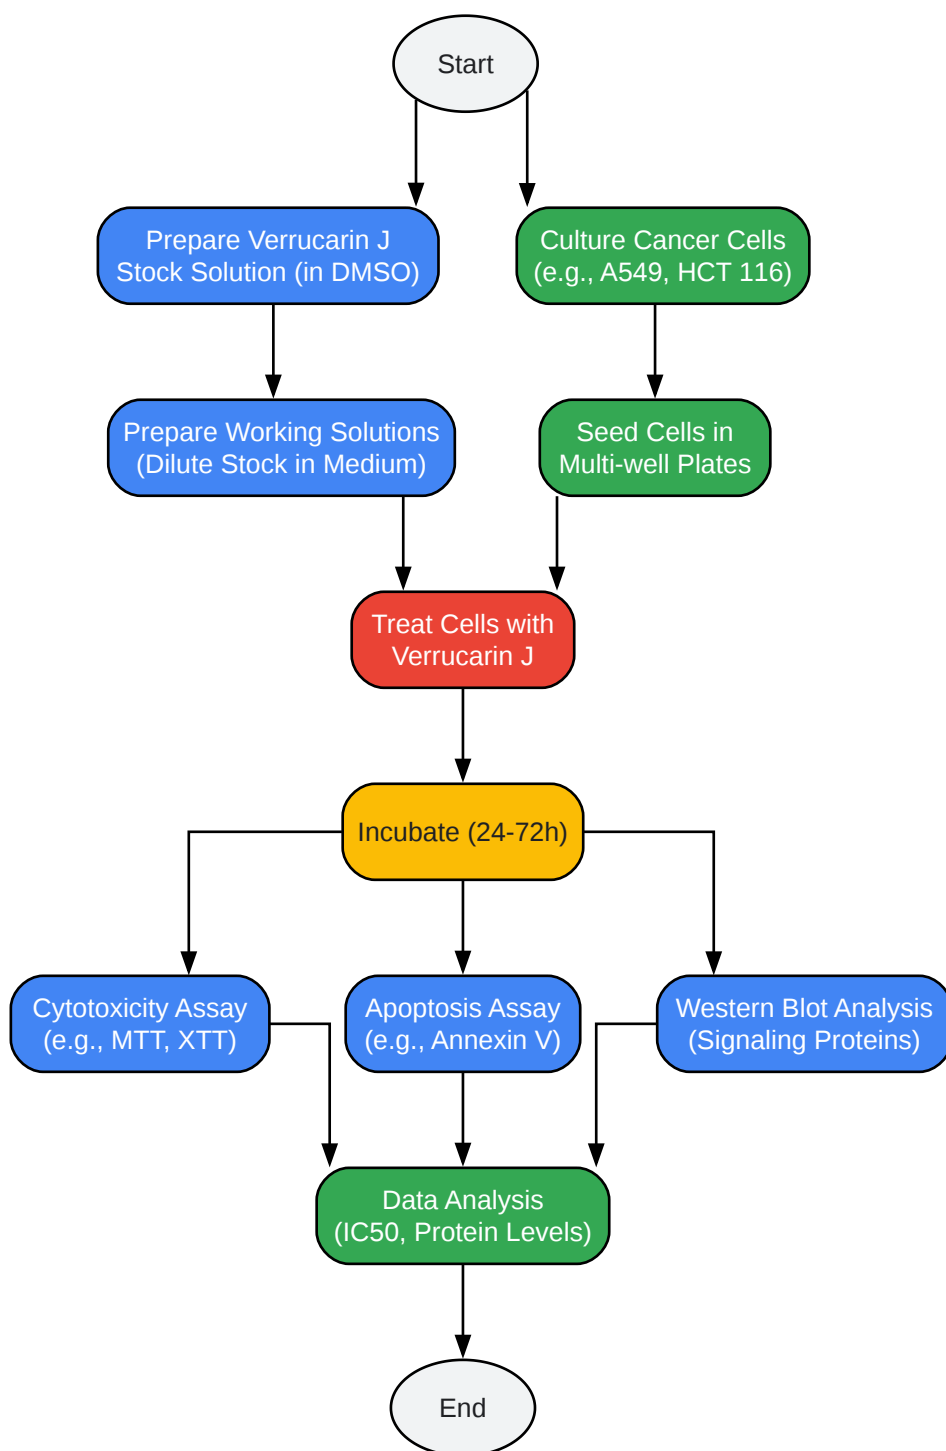 Start
Prepare Verrucarin J
Stock Solution (in DMSO)
Culture Cancer Cells
(e.g., A549, HCT 116)
Prepare Working Solutions
(Dilute Stock in Medium)
Seed Cells in
Multi-well Plates
Treat Cells with
Verrucarin J
Incubate (24-72h)
Cytotoxicity Assay
(e.g., MTT, XTT)
Apoptosis Assay
(e.g., Annexin V)
Western Blot Analysis
(Signaling Proteins)
Data Analysis
(IC50, Protein Levels)
End